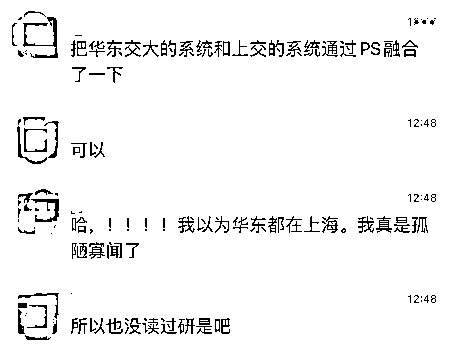 把华东交大的系统和上交的系统通过PS融合
了一下
12:48
可以
12:48
哈，！！！！我以为华东都在上海。我真是孤
陋寡闻了
12:48
所以也没读过研是吧